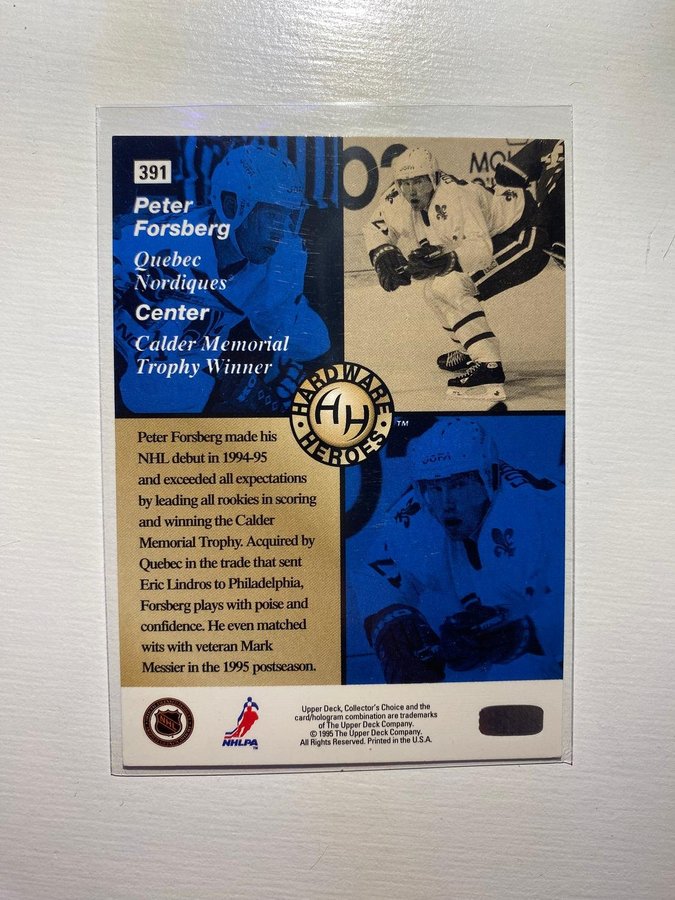 391
Peter
Forsberg
Quebec
Nordiques
Center
Calder Memorial
Trophy Winner
MO
HARDWARE
HH
HEROES
™
JOFA
Peter Forsberg made his
NHL debut in 1994-95
and exceeded all expectations
by leading all rookies in scoring
and winning the Calder
Memorial Trophy. Acquired by
Quebec in the trade that sent
Eric Lindros to Philadelphia,
Forsberg plays with poise and
confidence. He even matched
wits with veteran Mark
Messier in the 1995 postseason.
NHL
NHLPA
™
Upper Deck, Collector's Choice and the
card/hologram combination are trademarks
of The Upper Deck Company.
© 1995 The Upper Deck Company.
All Rights Reserved. Printed in the U.S.A.